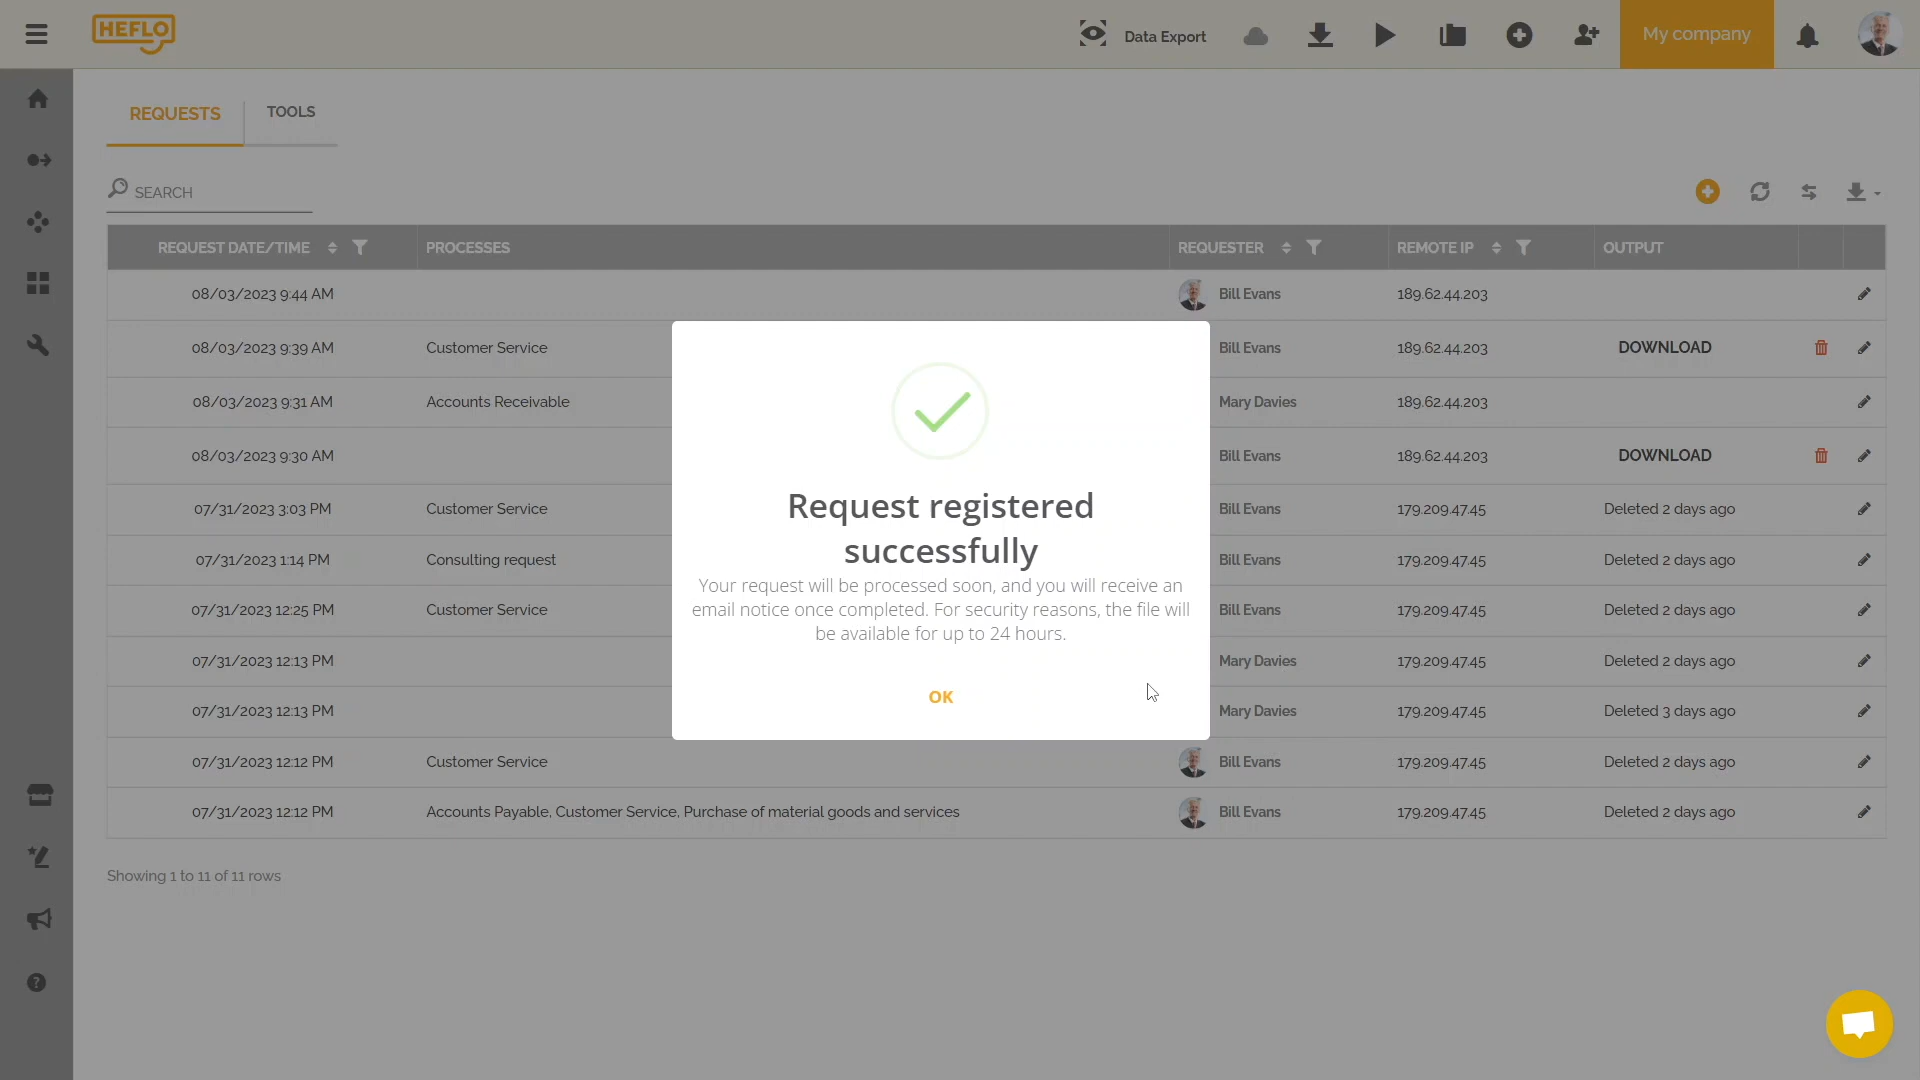 HEFLO
Data Export
My company
REQUESTS
TOOLS
SEARCH
REQUEST DATE/TIME PROCESSES REQUESTER REMOTE IP OUTPUT
08/03/2023 9:44 AM Bill Evans 189.62.44.203
08/03/2023 9:39 AM Customer Service Bill Evans 189.62.44.203 DOWNLOAD
08/03/2023 9:31 AM Accounts Receivable Mary Davies 189.62.44.203
08/03/2023 9:30 AM Bill Evans 189.62.44.203 DOWNLOAD
07/31/2023 3:03 PM Customer Service Bill Evans 179.209.47.45 Deleted 2 days ago
07/31/2023 1:14 PM Consulting request Bill Evans 179.209.47.45 Deleted 2 days ago
07/31/2023 12:25 PM Customer Service Bill Evans 179.209.47.45 Deleted 2 days ago
07/31/2023 12:13 PM Mary Davies 179.209.47.45 Deleted 2 days ago
07/31/2023 12:13 PM Mary Davies 179.209.47.45 Deleted 3 days ago
07/31/2023 12:12 PM Customer Service Bill Evans 179.209.47.45 Deleted 2 days ago
07/31/2023 12:12 PM Accounts Payable, Customer Service, Purchase of material goods and services Bill Evans 179.209.47.45 Deleted 2 days ago
Showing 1 to 11 of 11 rows
Request registered
successfully
Your request will be processed soon, and you will receive an
email notice once completed. For security reasons, the file will
be available for up to 24 hours.
OK